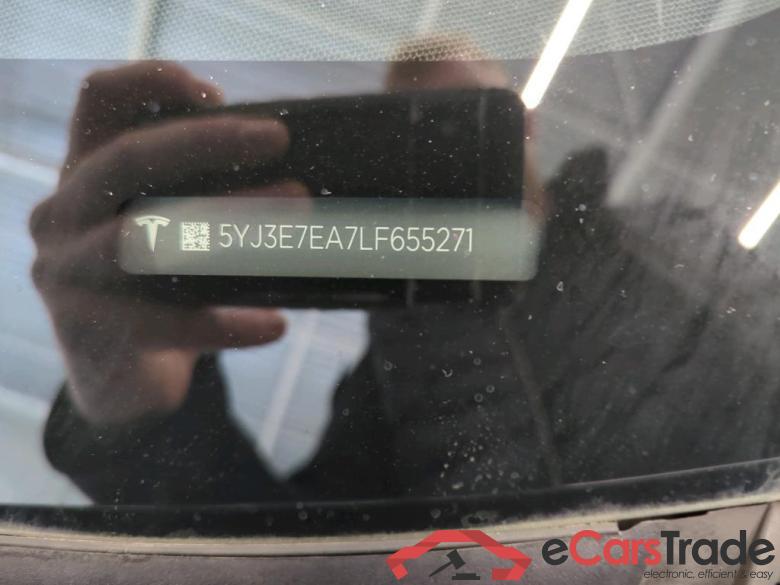 5YJ3E7EA7LF655271
eCarsTrade
electronic, efficient & easy